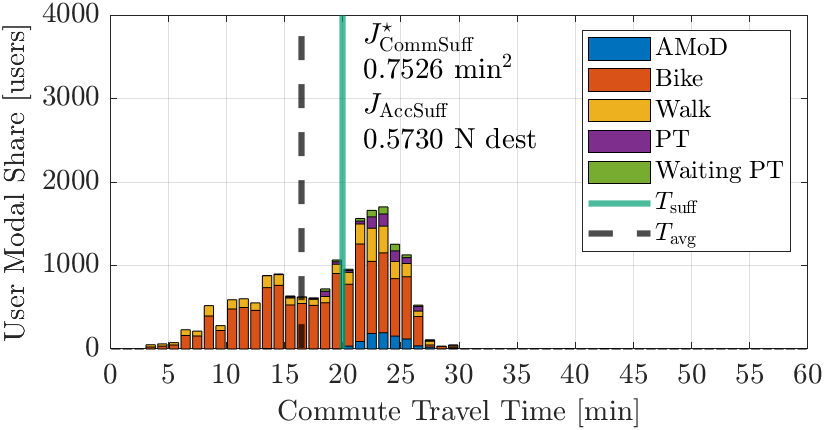 4000
3000
2000
1000
0
User Modal Share [users]
J⋆CommSuff
0.7526 min²
JAccSuff
0.5730 N dest
AMoD
Bike
Walk
PT
Waiting PT
Tsuff
Tavg
0 5 10 15 20 25 30 35 40 45 50 55 60
Commute Travel Time [min]